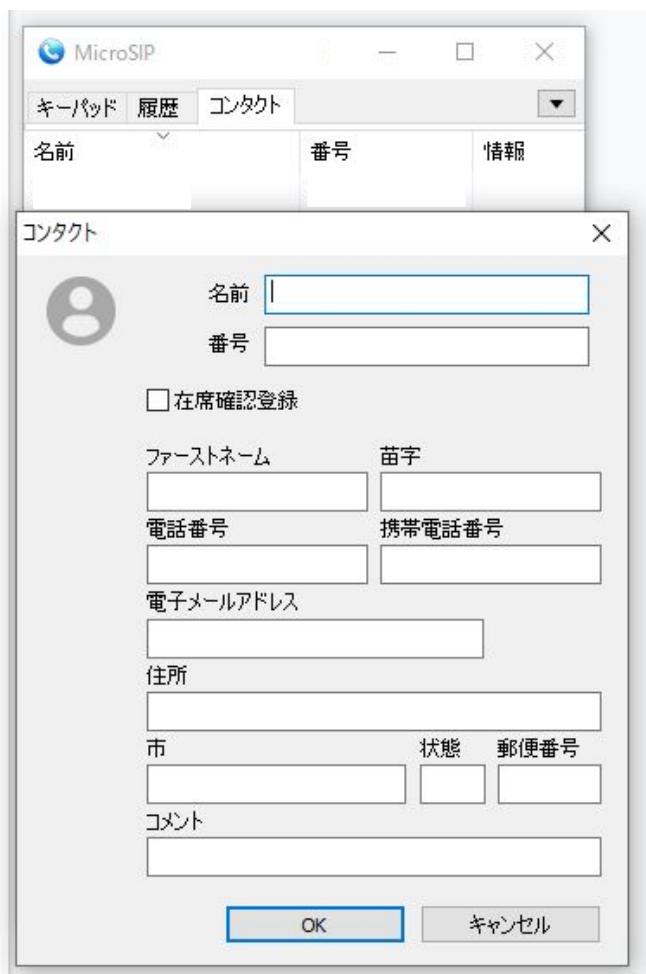 MicroSIP
キーパッド 履歴 コンタクト
名前 番号 情報
コンタクト
名前
番号
在席確認登録
ファーストネーム 苗字
電話番号 携帯電話番号
電子メールアドレス
住所
市 状態 郵便番号
コメント
OK キャンセル